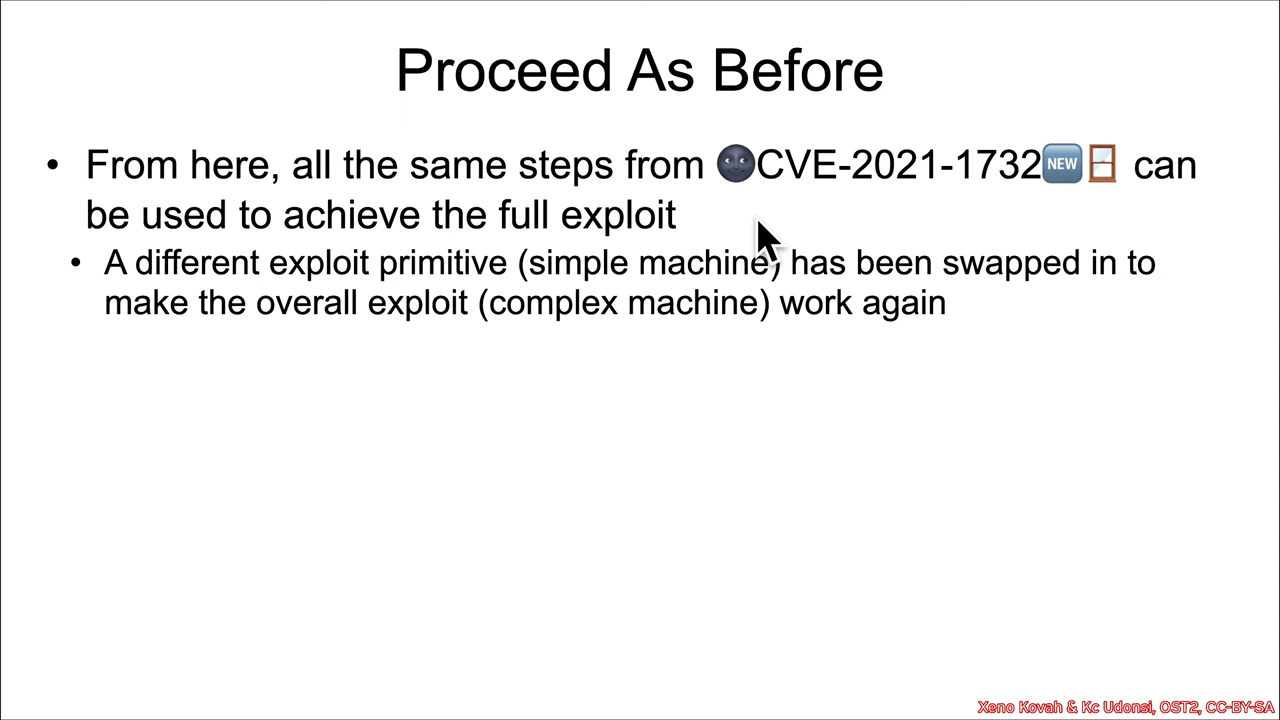 Proceed As Before
• From here, all the same steps from 🌚CVE-2021-1732🆕🪟 can
be used to achieve the full exploit
• A different exploit primitive (simple machine) has been swapped in to
make the overall exploit (complex machine) work again
Xeno Kovah & Kc Udonsi, OST2, CC-BY-SA